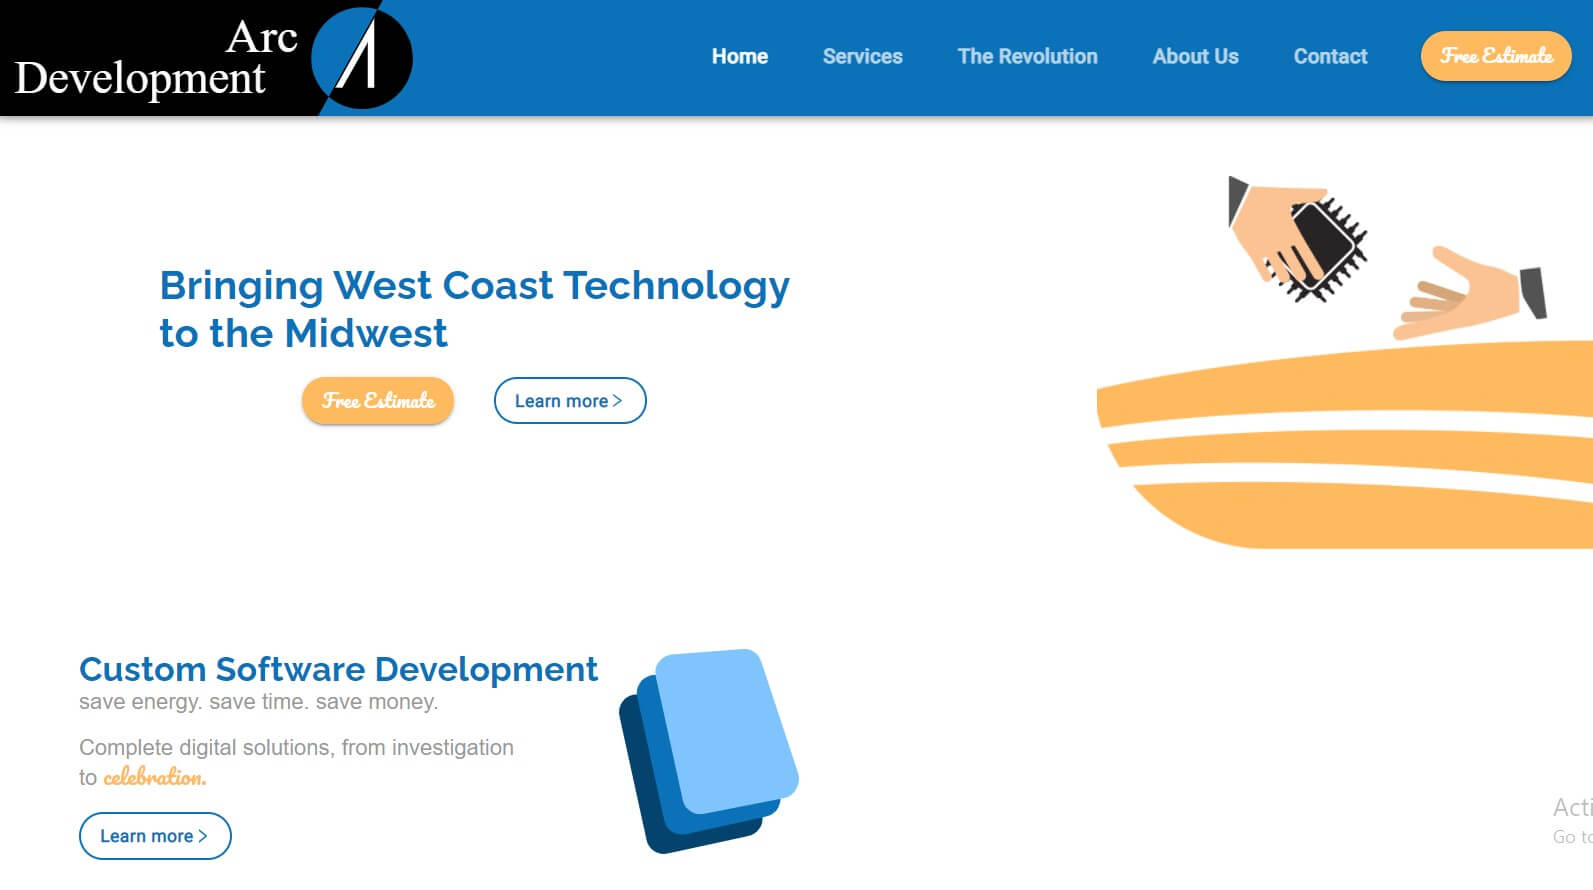 Arc
Development
Home Services The Revolution About Us Contact Free Estimate
Bringing West Coast Technology
to the Midwest
Free Estimate Learn more >
Custom Software Development
save energy. save time. save money.
Complete digital solutions, from investigation
to celebration.
Learn more >
Go to